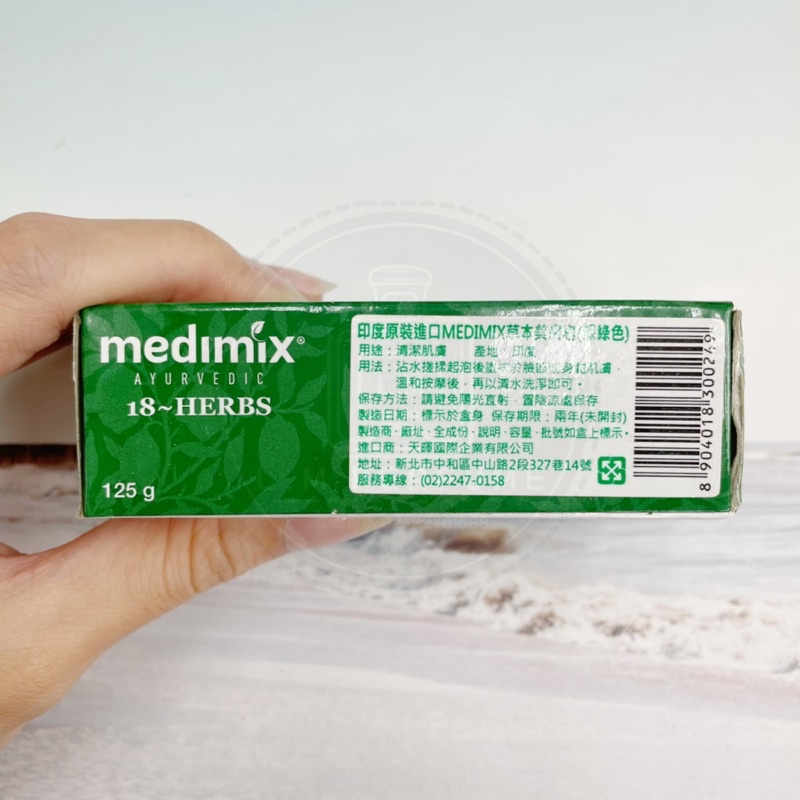 medimix®
AYURVEDIC
18~HERBS
125 g
印度原裝進口MEDIMIX草本美膚皂(深綠色)
用途：清潔肌膚 產地：印度
用法：沾水搓揉起泡後塗抹於臉部或身體肌膚，
溫和按摩後，再以清水洗淨即可。
保存方法：請避免陽光直射，置陰涼處保存
製造日期：標示於盒身 保存期限：兩年(未開封)
製造商、廠址、全成份、說明、容量、批號如盒上標示。
進口商：天暉國際企業有限公司
地址：新北市中和區中山路2段327巷14號
服務專線：(02)2247-0158
8 904018 300249